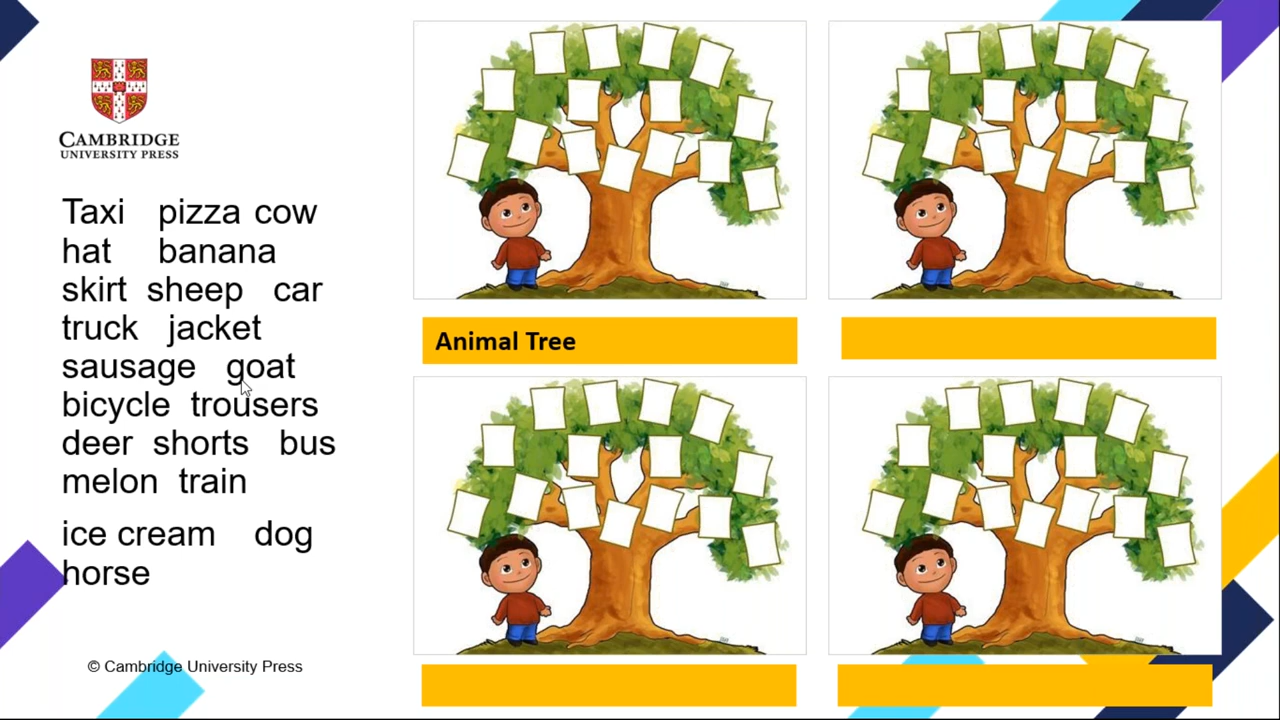 CAMBRIDGE
UNIVERSITY PRESS
Taxi pizza cow
hat banana
skirt sheep car
truck jacket
sausage goat
bicycle trousers
deer shorts bus
melon train
ice cream dog
horse
© Cambridge University Press
Animal Tree